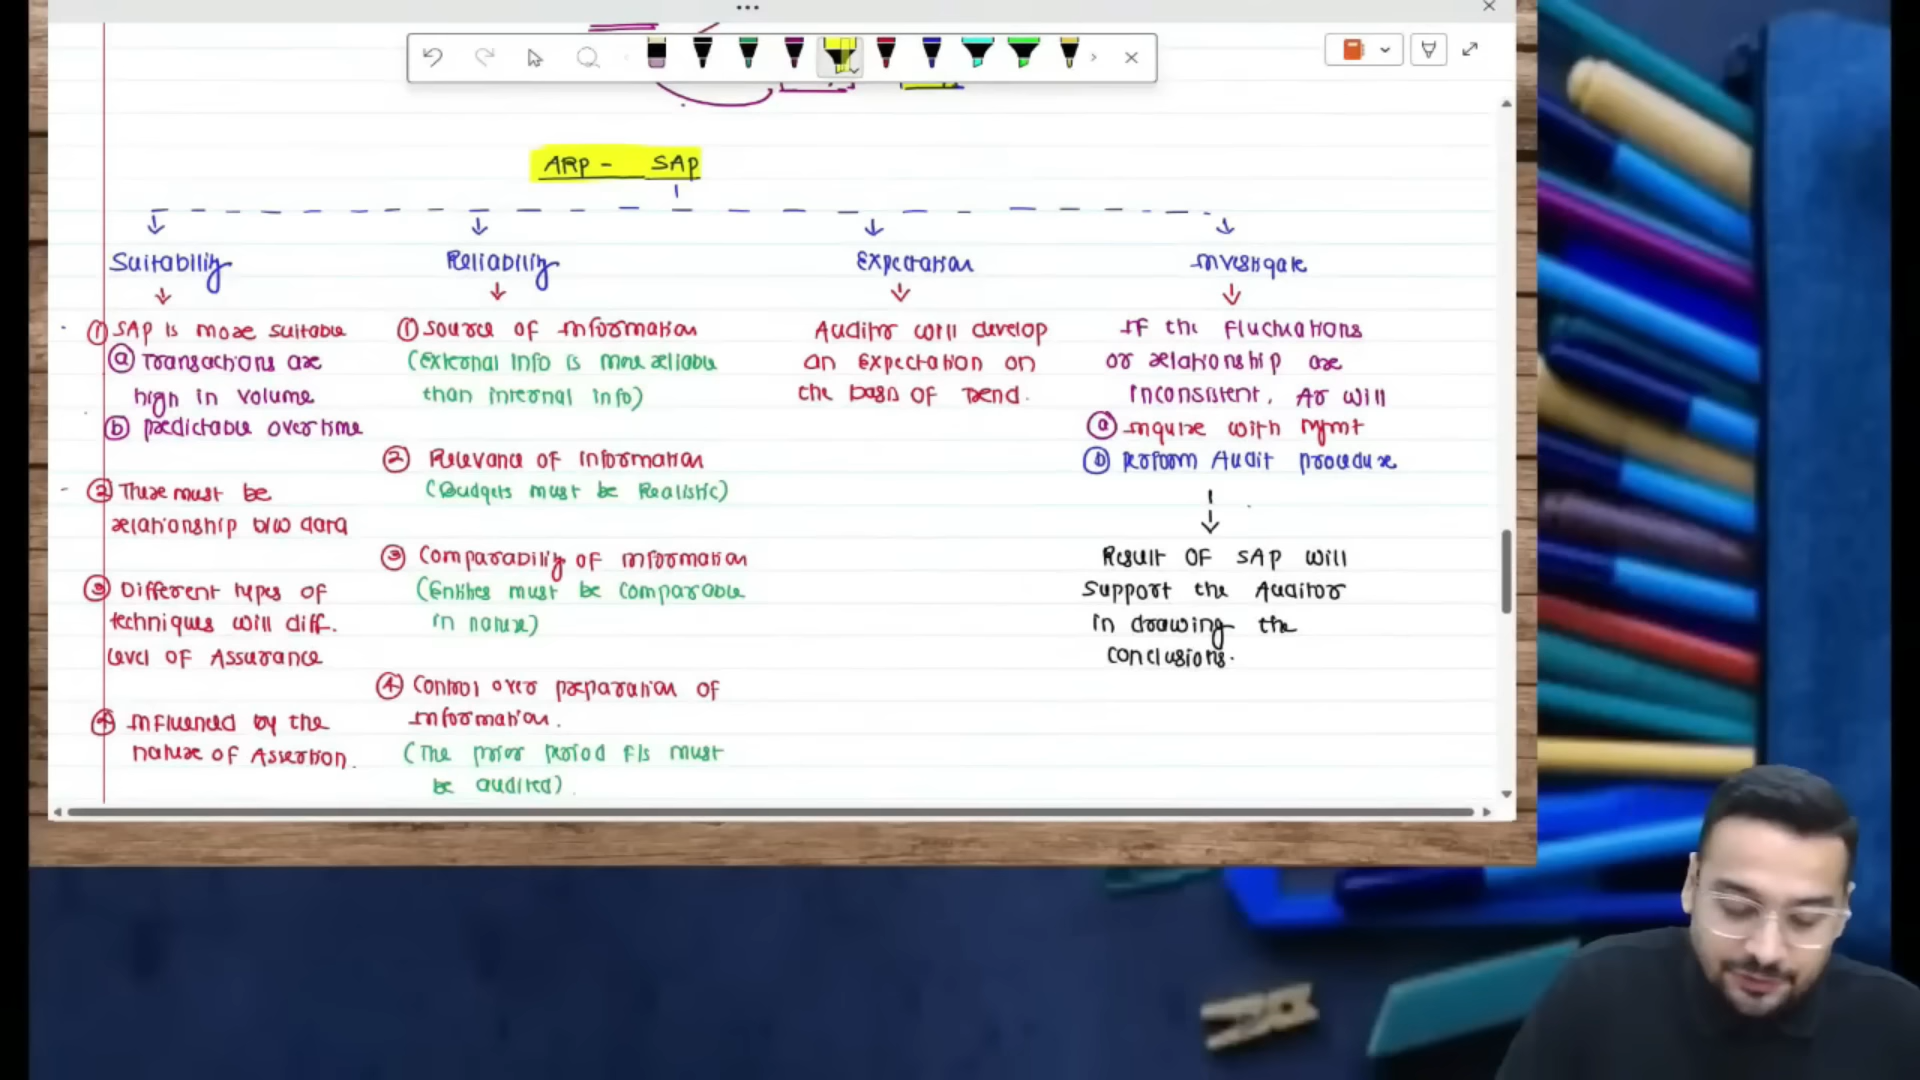 ARP - SAP
Suitability
① SAP is more suitable
ⓐ Transactions are
high in volume
ⓑ predictable overtime
② There must be
relationship b/w data
③ Different types of
techniques will diff.
level of Assurance
④ influenced by the
nature of Assertion.
Reliability
① Source of information
(External info is more reliable
than internal info)
② Relevance of information
(Budgets must be Realistic)
③ Comparability of information
(Entities must be comparable
in nature)
④ Control over preparation of
information.
(The prior period F/s must
be audited).
Expectation
Auditor will develop
an Expectation on
the basis of Trend.
investigate
if the Fluctuations
or relationship are
inconsistent, Ar will
ⓐ inquire with Mgmt
ⓑ perform Audit procedure
Result OF SAP will
support the Auditor
in drawing the
conclusions.